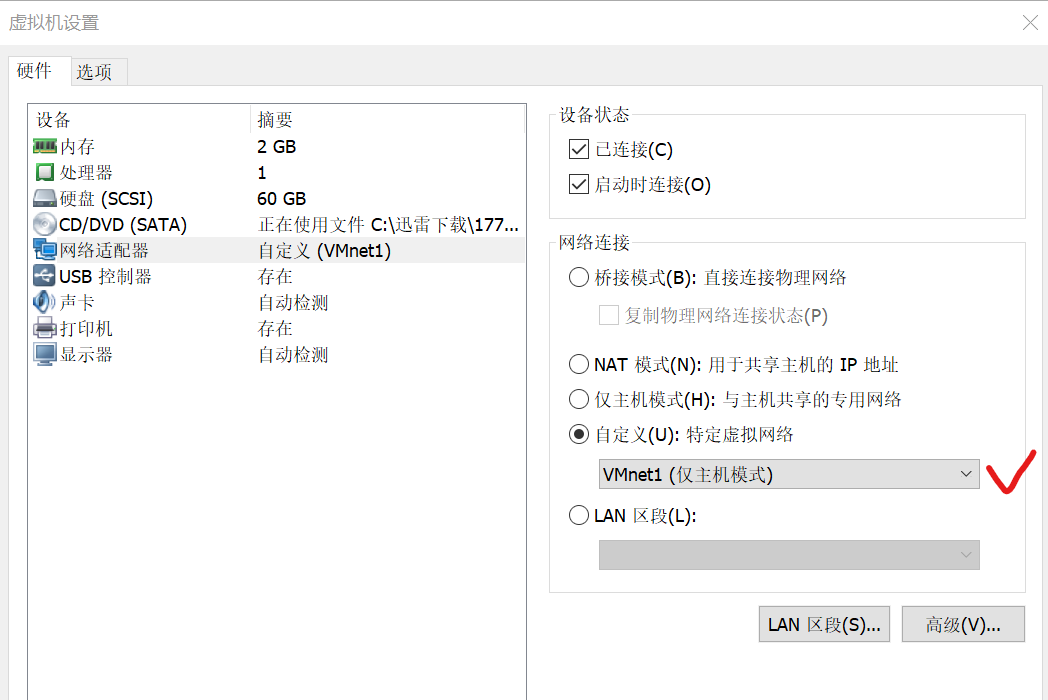 虚拟机设置
硬件 选项
设备 摘要
内存 2 GB
处理器 1
硬盘 (SCSI) 60 GB
CD/DVD (SATA) 正在使用文件 C:\迅雷下载\177...
网络适配器 自定义 (VMnet1)
USB 控制器 存在
声卡 自动检测
打印机 存在
显示器 自动检测
设备状态
已连接(C)
启动时连接(O)
网络连接
桥接模式(B): 直接连接物理网络
复制物理网络连接状态(P)
NAT 模式(N): 用于共享主机的 IP 地址
仅主机模式(H): 与主机共享的专用网络
自定义(U): 特定虚拟网络
VMnet1 (仅主机模式)
LAN 区段(L):
LAN 区段(S)... 高级(V)...